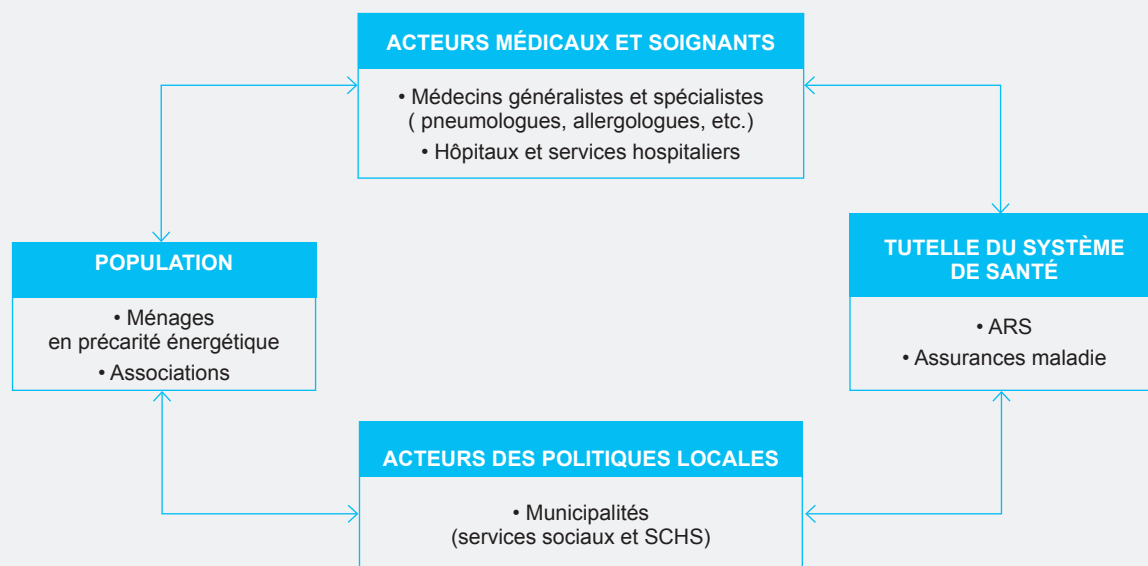 ACTEURS MÉDICAUX ET SOIGNANTS
• Médecins généralistes et spécialistes
( pneumologues, allergologues, etc.)
• Hôpitaux et services hospitaliers
POPULATION
• Ménages
en précarité énergétique
• Associations
TUTELLE DU SYSTÈME
DE SANTÉ
• ARS
• Assurances maladie
ACTEURS DES POLITIQUES LOCALES
• Municipalités
(services sociaux et SCHS)